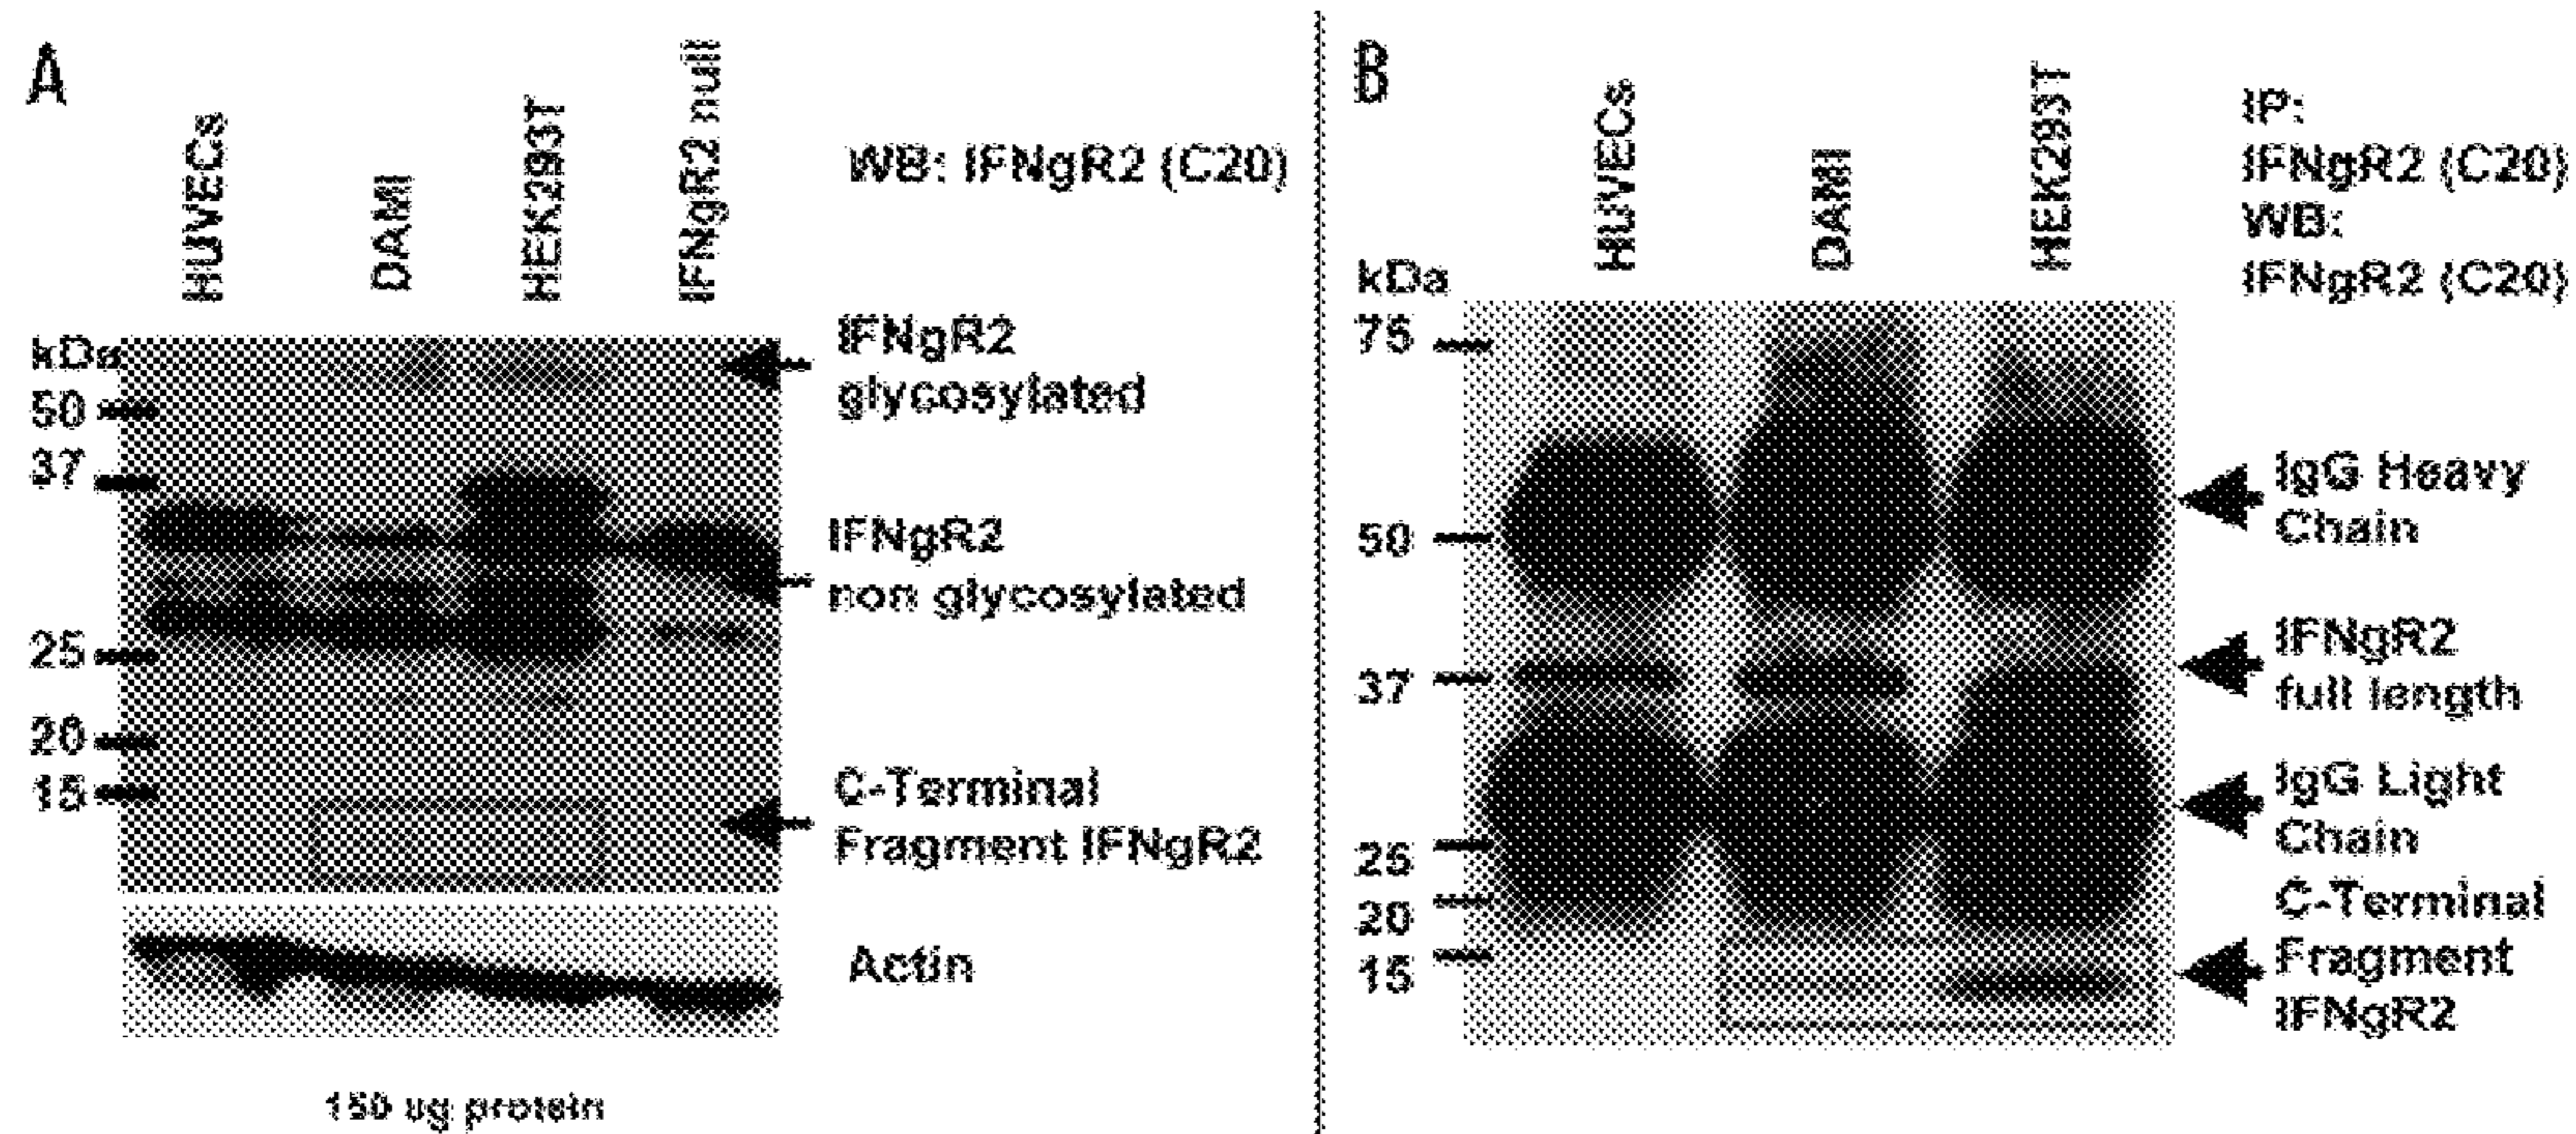 A
HUVECs
DAMI
HEK293T
IFNgR2 null
WB: IFNgR2 (C20)
kDa
50
37
25
20
15
IFNgR2
glycosylated
IFNgR2
non glycosylated
C-Terminal
Fragment IFNgR2
Actin
150 ug protein
B
HUVECs
DAMI
HEK293T
IP:
IFNgR2 (C20)
WB:
IFNgR2 (C20)
kDa
75
50
37
25
20
15
IgG Heavy
Chain
IFNgR2
full length
IgG Light
Chain
C-Terminal
Fragment
IFNgR2